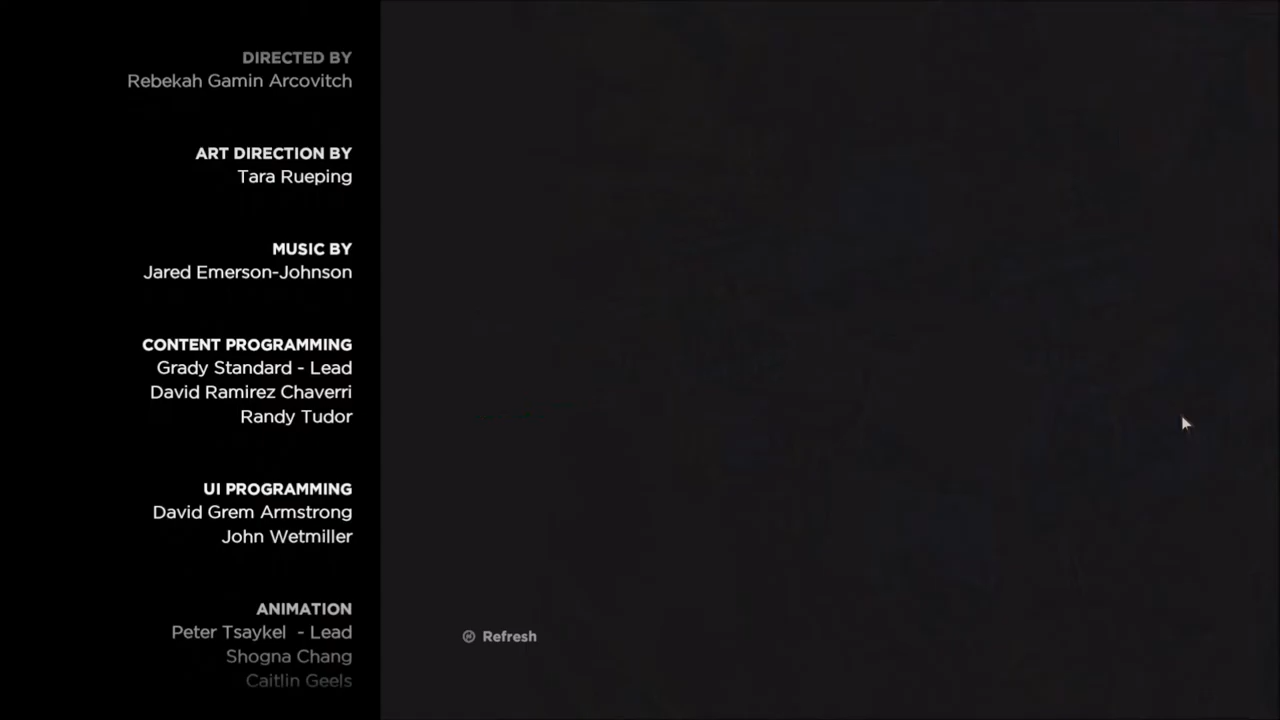 DIRECTED BY
Rebekah Gamin Arcovitch
ART DIRECTION BY
Tara Rueping
MUSIC BY
Jared Emerson-Johnson
CONTENT PROGRAMMING
Grady Standard - Lead
David Ramirez Chaverri
Randy Tudor
UI PROGRAMMING
David Grem Armstrong
John Wetmiller
ANIMATION
Peter Tsaykel - Lead
Shogna Chang
Caitlin Geels
Refresh